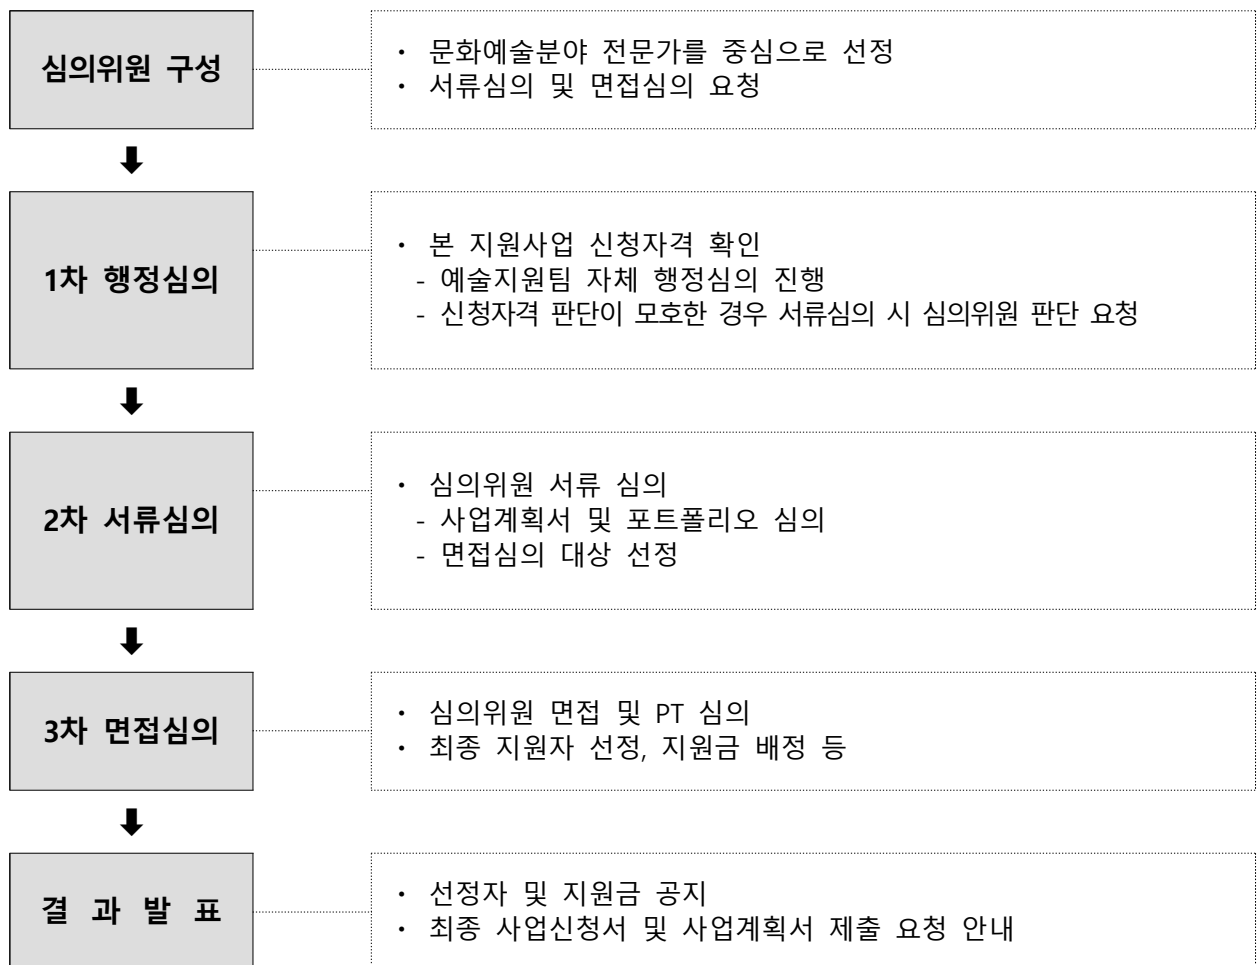 심의위원 구성
· 문화예술분야 전문가를 중심으로 선정
· 서류심의 및 면접심의 요청
1차 행정심의
· 본 지원사업 신청자격 확인
- 예술지원팀 자체 행정심의 진행
- 신청자격 판단이 모호한 경우 서류심의 시 심의위원 판단 요청
2차 서류심의
· 심의위원 서류 심의
- 사업계획서 및 포트폴리오 심의
- 면접심의 대상 선정
3차 면접심의
· 심의위원 면접 및 PT 심의
· 최종 지원자 선정, 지원금 배정 등
결 과 발 표
· 선정자 및 지원금 공지
· 최종 사업신청서 및 사업계획서 제출 요청 안내